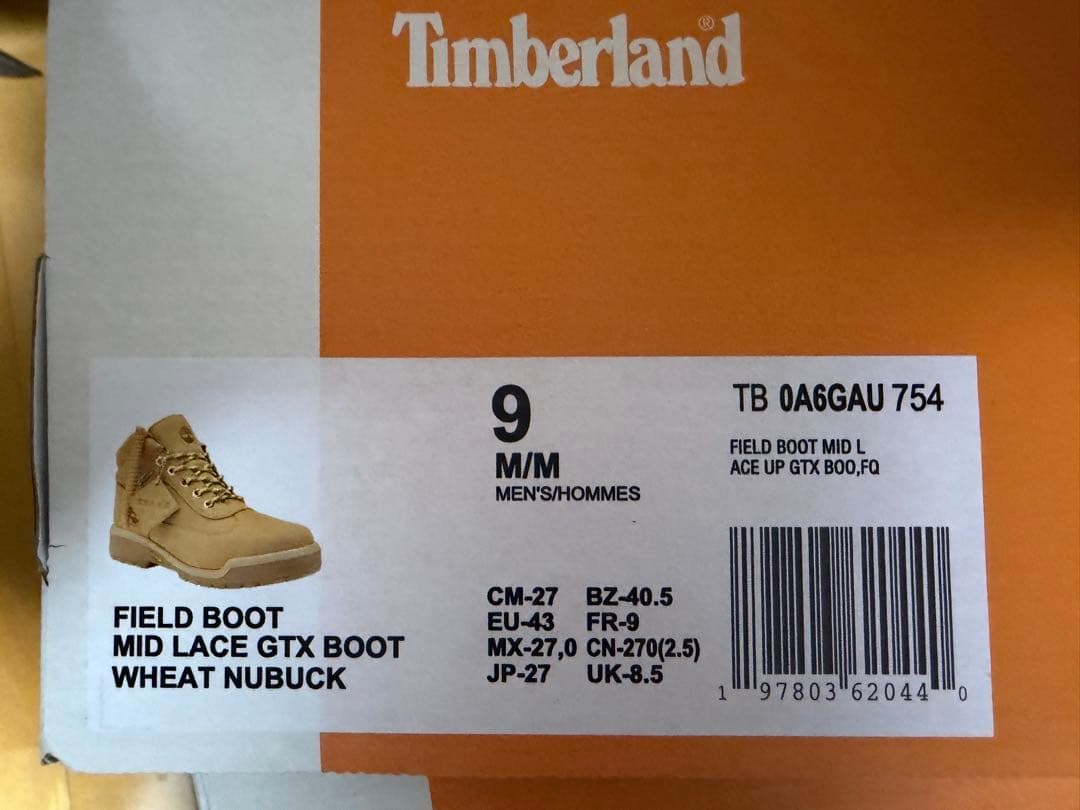 Timberland®
9
M/M
MEN'S/HOMMES
TB 0A6GAU 754
FIELD BOOT MID L
ACE UP GTX BOO,FQ
FIELD BOOT
MID LACE GTX BOOT
WHEAT NUBUCK
CM-27 BZ-40.5
EU-43 FR-9
MX-27,0 CN-270(2.5)
JP-27 UK-8.5
1 97803 62044 0